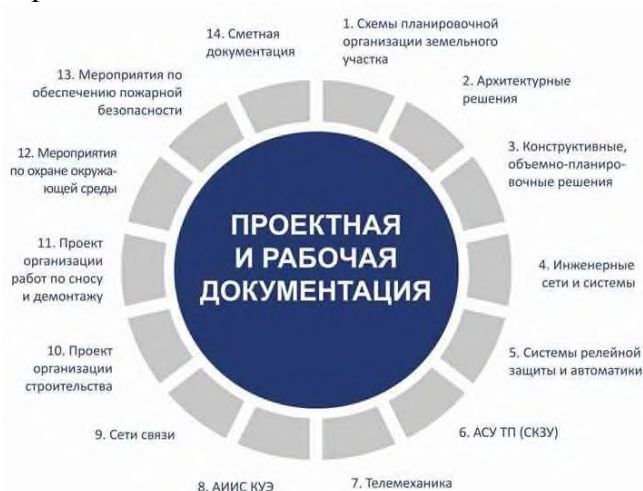 1. Схемы планировочной
организации земельного
участка
2. Архитектурные
решения
3. Конструктивные,
объемно-планиро-
вочные решения
4. Инженерные
сети и системы
5. Системы релейной
защиты и автоматики
6. АСУ ТП (СКЗУ)
7. Телемеханика
8. АИИС КУЭ
9. Сети связи
10. Проект
организации
строительства
11. Проект
организации
работ по сносу
и демонтажу
12. Мероприятия
по охране окружа-
ющей среды
13. Мероприятия по
обеспечению пожарной
безопасности
14. Сметная
документация
ПРОЕКТНАЯ
И РАБОЧАЯ
ДОКУМЕНТАЦИЯ